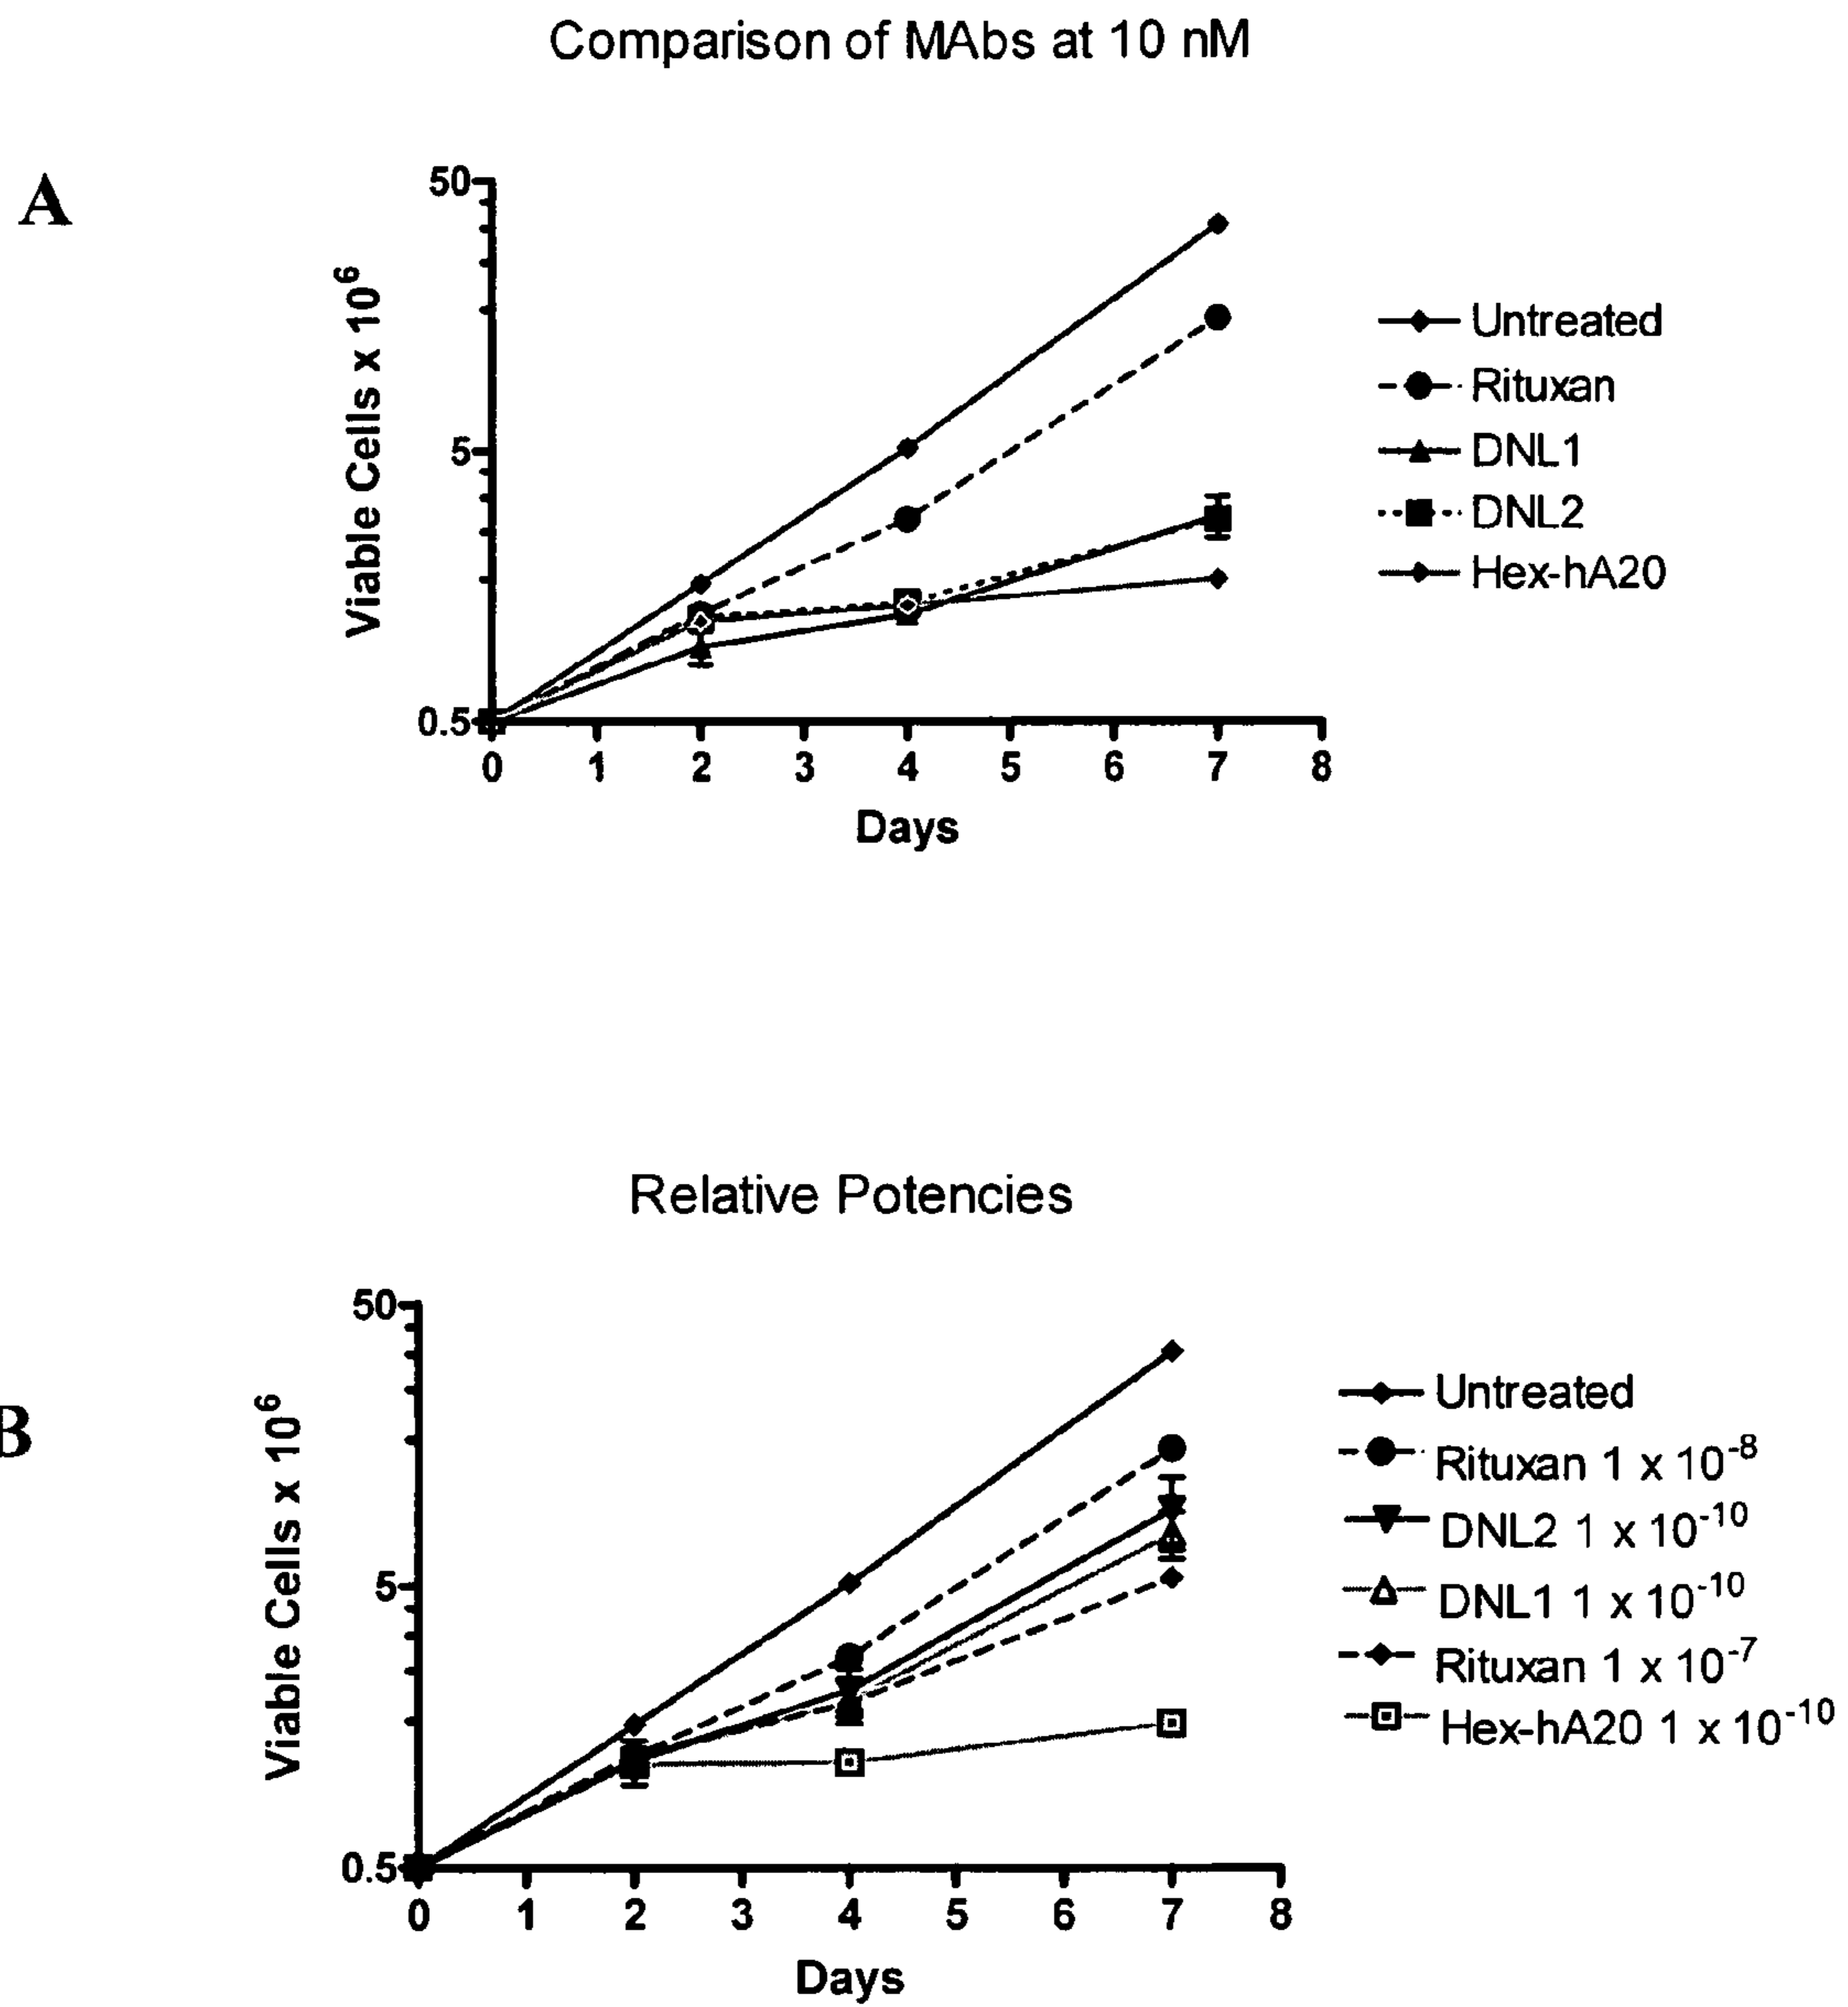 Comparison of MAbs at 10 nM
A
Viable Cells x 10⁶
50
5
0.5
0 1 2 3 4 5 6 7 8
Days
Untreated
Rituxan
DNL1
DNL2
Hex-hA20
Relative Potencies
B
Viable Cells x 10⁶
50
5
0.5
0 1 2 3 4 5 6 7 8
Days
Untreated
Rituxan 1 x 10⁻⁸
DNL2 1 x 10⁻¹⁰
DNL1 1 x 10⁻¹⁰
Rituxan 1 x 10⁻⁷
Hex-hA20 1 x 10⁻¹⁰